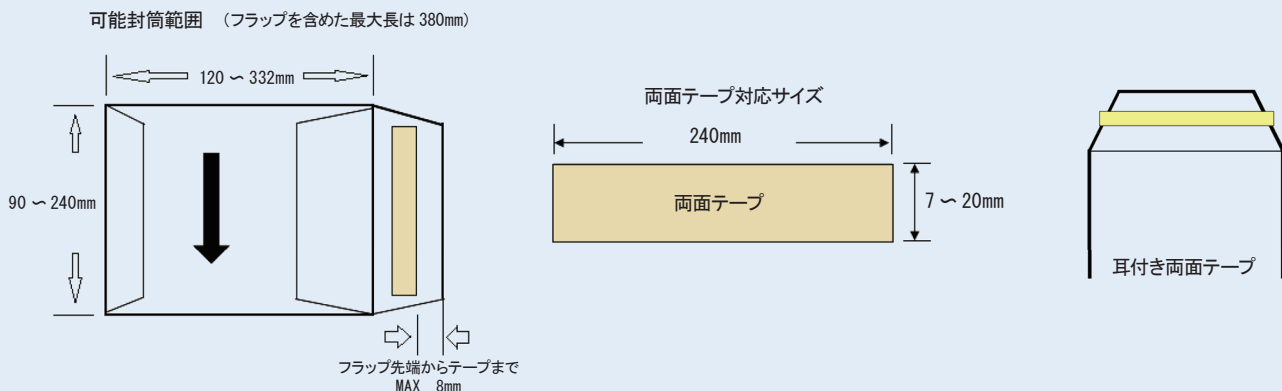 可能封筒範囲 （フラップを含めた最大長は 380mm）
120 ～ 332mm
90 ～ 240mm
フラップ先端からテープまで
MAX 8mm
両面テープ対応サイズ
240mm
両面テープ
7 ～ 20mm
耳付き両面テープ